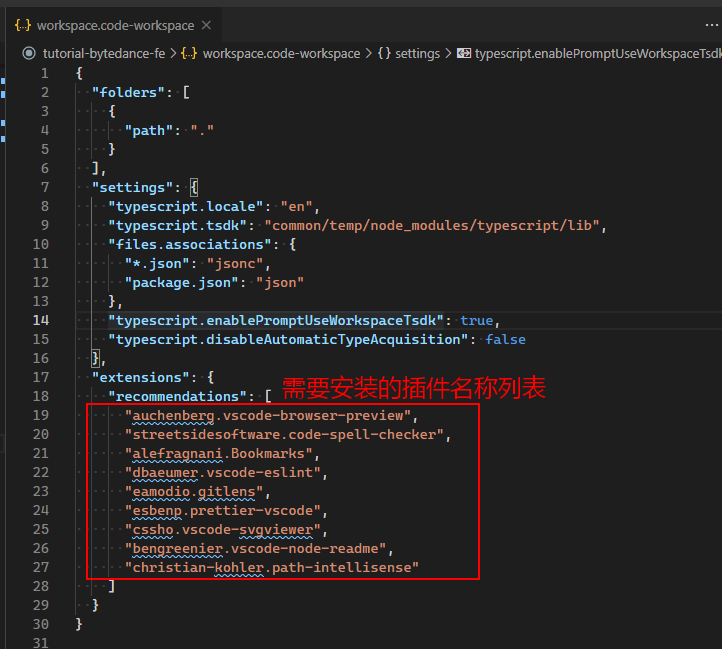 {..} workspace.code-workspace × ...
tutorial-bytedance-fe > {..} workspace.code-workspace > {} settings > typescript.enablePromptUseWorkspaceTsdk
1 {
2 "folders": [
3 {
4 "path": "."
5 }
6 ],
7 "settings": {
8 "typescript.locale": "en",
9 "typescript.tsdk": "common/temp/node_modules/typescript/lib",
10 "files.associations": {
11 "*.json": "jsonc",
12 "package.json": "json"
13 },
14 "typescript.enablePromptUseWorkspaceTsdk": true,
15 "typescript.disableAutomaticTypeAcquisition": false
16 },
17 "extensions": {
18 "recommendations": [ 需要安装的插件名称列表
19 "auchenberg.vscode-browser-preview",
20 "streetsidesoftware.code-spell-checker",
21 "alefragnani.Bookmarks",
22 "dbaeumer.vscode-eslint",
23 "eamodio.gitlens",
24 "esbenp.prettier-vscode",
25 "cssho.vscode-svgviewer",
26 "bengreenier.vscode-node-readme",
27 "christian-kohler.path-intellisense"
28 ]
29 }
30 }
31